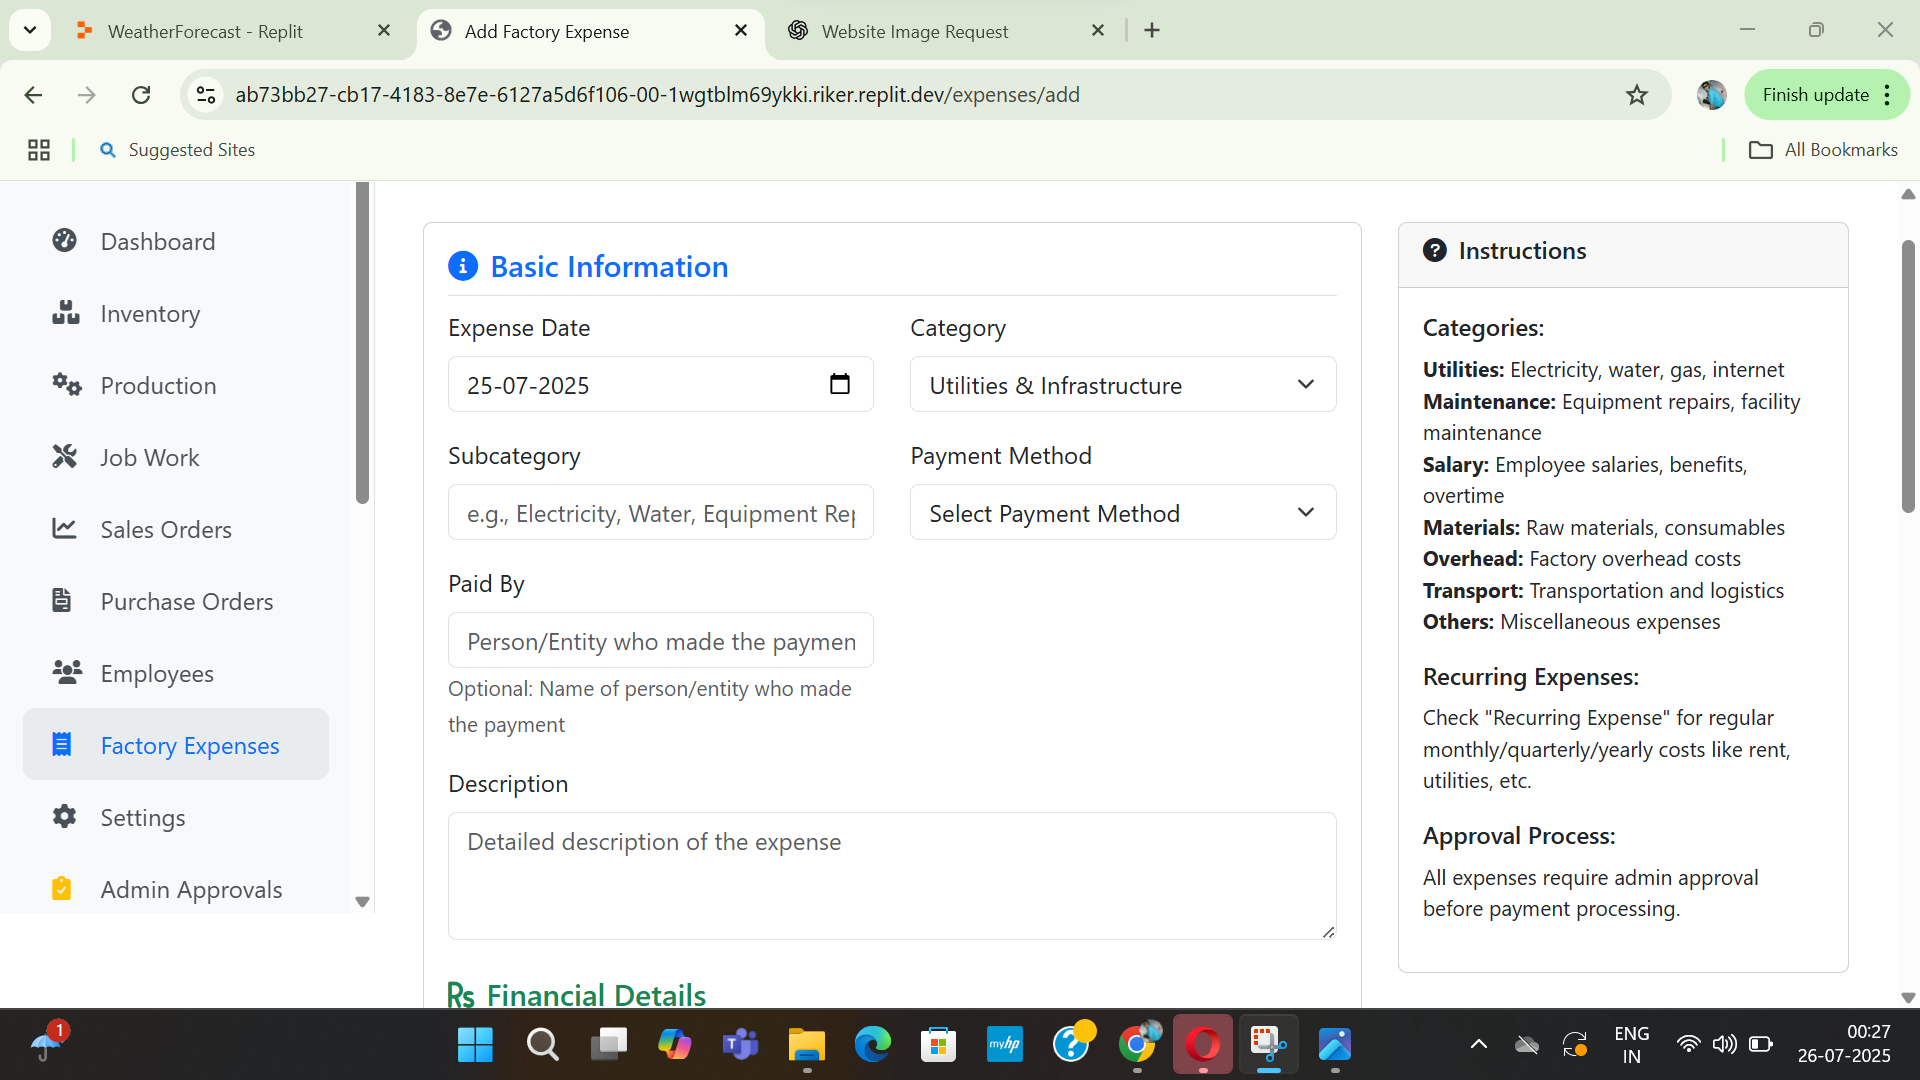 WeatherForecast - Replit
Add Factory Expense
Website Image Request
ab73bb27-cb17-4183-8e7e-6127a5d6f106-00-1wgtblm69ykki.riker.replit.dev/expenses/add
Finish update
Suggested Sites
All Bookmarks
Dashboard
Inventory
Production
Job Work
Sales Orders
Purchase Orders
Employees
Factory Expenses
Settings
Admin Approvals
Basic Information
Expense Date
Category
25-07-2025
Utilities & Infrastructure
Subcategory
Payment Method
e.g., Electricity, Water, Equipment Rep
Select Payment Method
Paid By
Person/Entity who made the paymen
Optional: Name of person/entity who made
the payment
Description
Detailed description of the expense
Rs Financial Details
Instructions
Categories:
Utilities: Electricity, water, gas, internet
Maintenance: Equipment repairs, facility
maintenance
Salary: Employee salaries, benefits,
overtime
Materials: Raw materials, consumables
Overhead: Factory overhead costs
Transport: Transportation and logistics
Others: Miscellaneous expenses
Recurring Expenses:
Check "Recurring Expense" for regular
monthly/quarterly/yearly costs like rent,
utilities, etc.
Approval Process:
All expenses require admin approval
before payment processing.
1
myhp
ENG
IN
00:27
26-07-2025